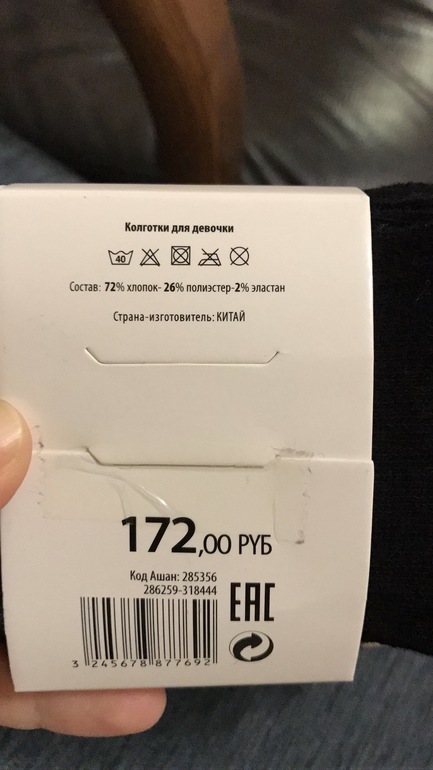 Колготки для девочки
40
Состав: 72% хлопок- 26% полиэстер-2% эластан
Страна-изготовитель: КИТАЙ
172,00 РУБ
Код Ашан: 285356
286259-318444
EAC
3 245678 877692